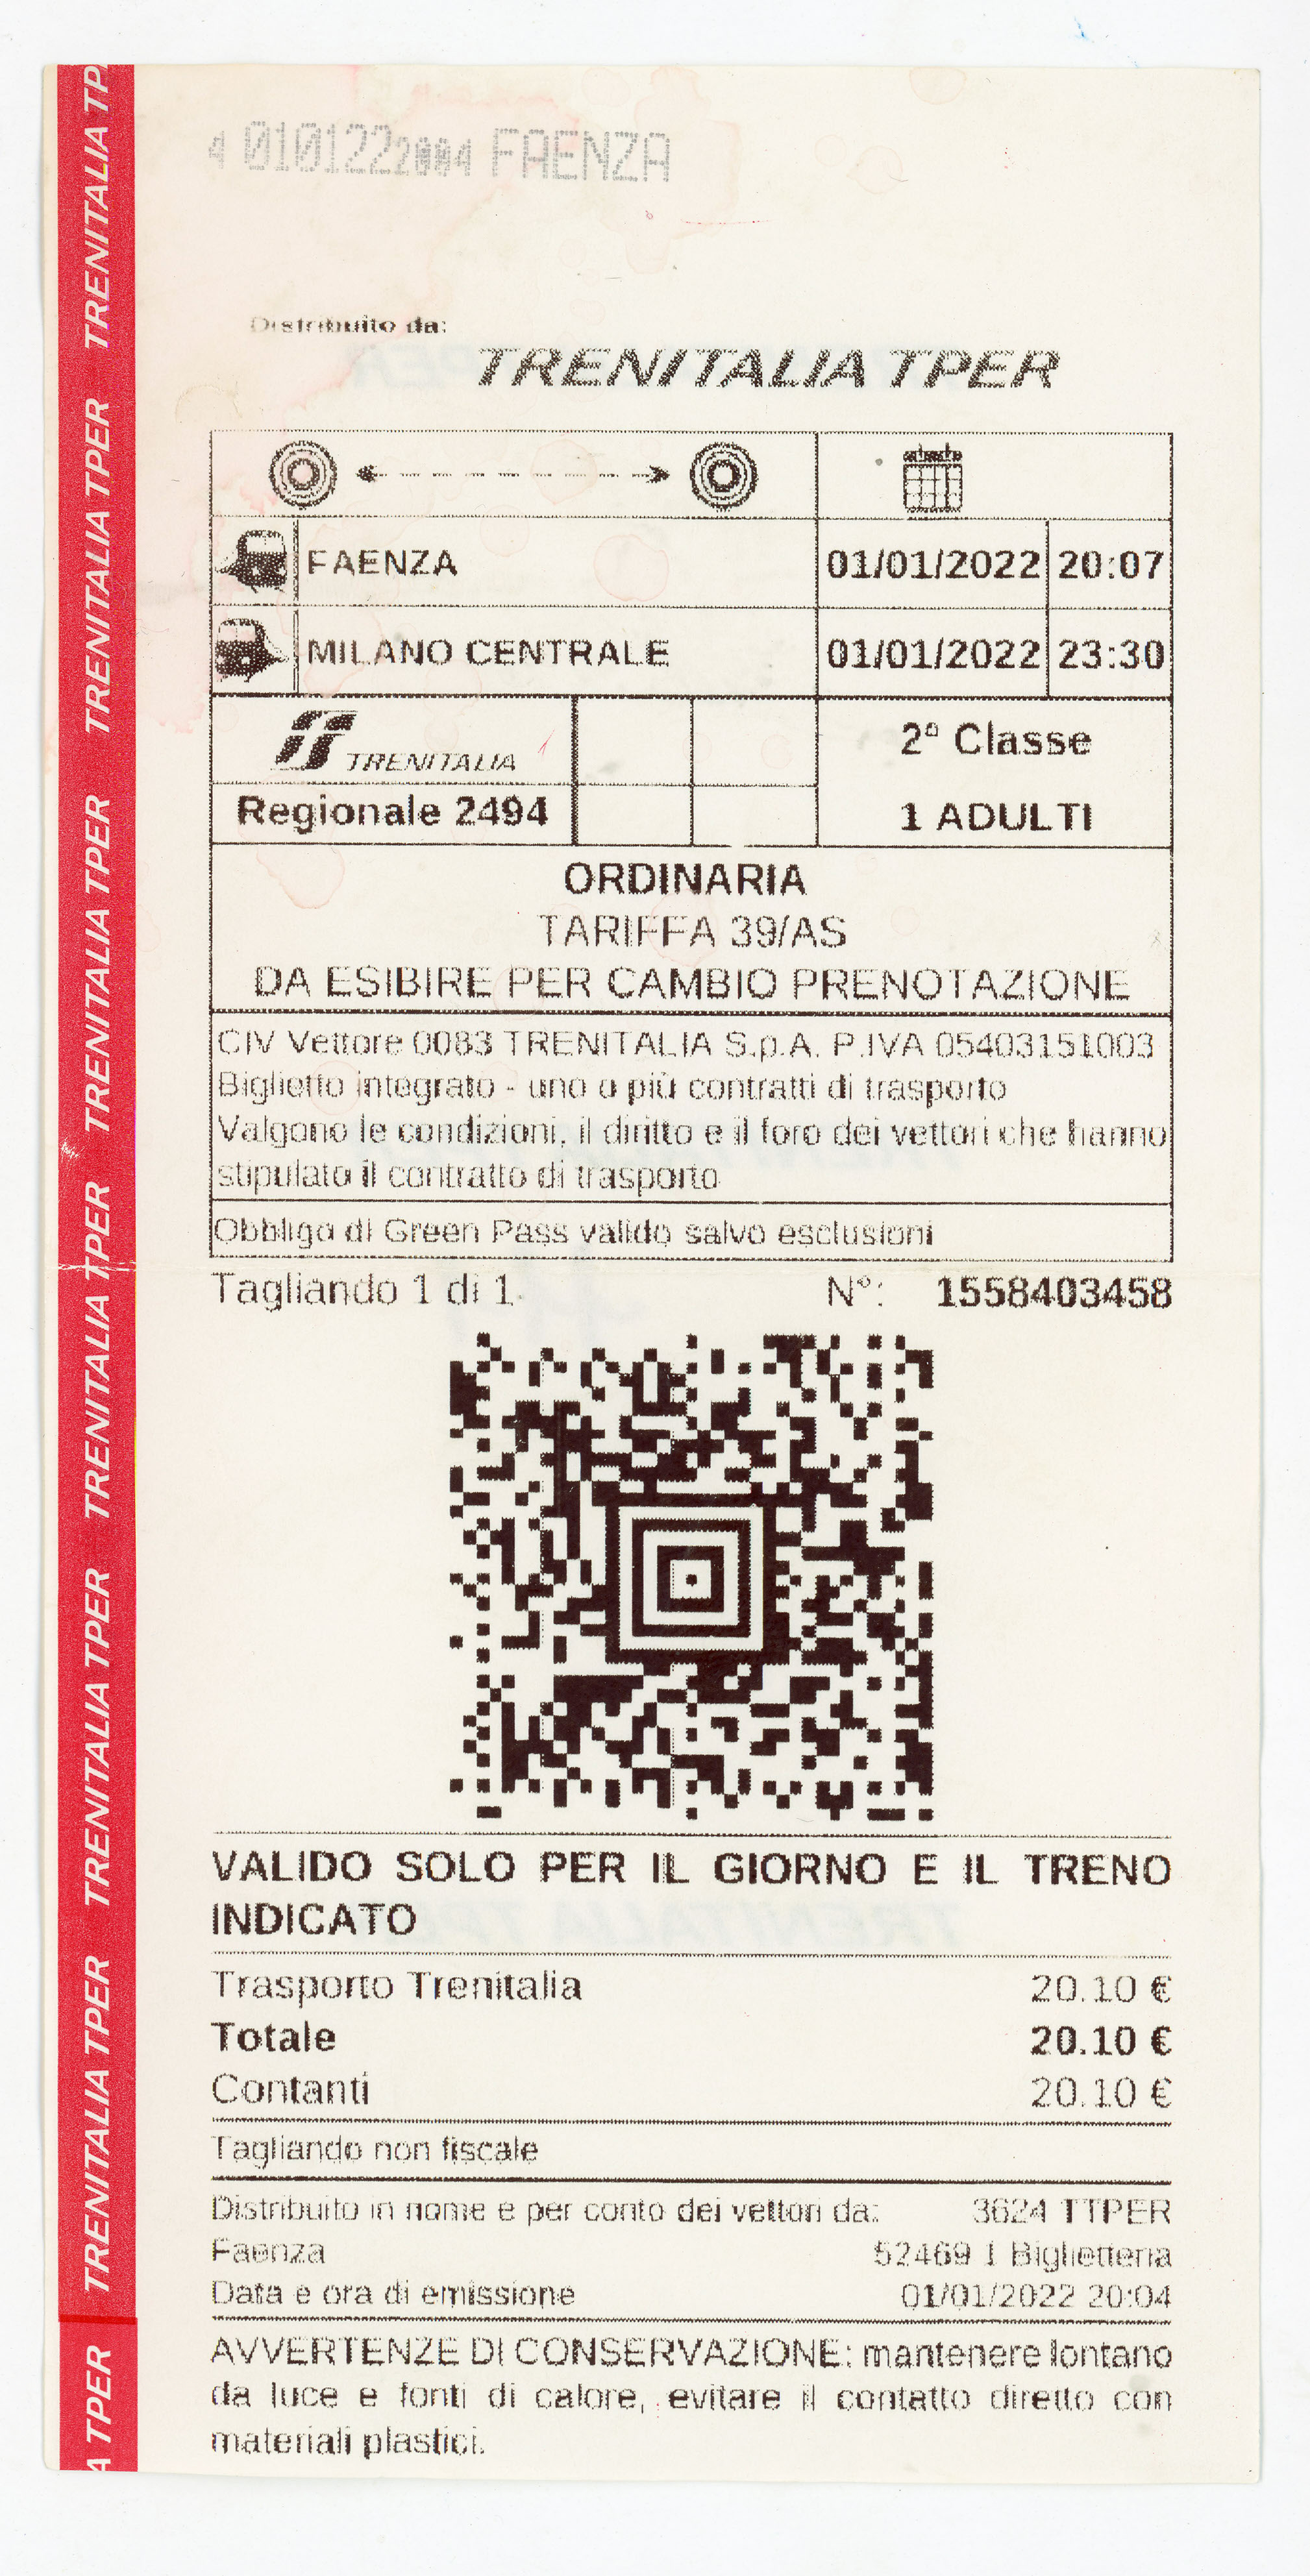 4 010122 2004 FAENZA
Distribuito da:
TRENITALIA TPER
FAENZA 01/01/2022 20:07
MILANO CENTRALE 01/01/2022 23:30
TRENITALIA 2ª Classe
Regionale 2494 1 ADULTI
ORDINARIA
TARIFFA 39/AS
DA ESIBIRE PER CAMBIO PRENOTAZIONE
CIV Vettore 0083 TRENITALIA S.p.A. P.IVA 05403151003
Biglietto integrato - uno o più contratti di trasporto
Valgono le condizioni, il diritto e il foro dei vettori che hanno
stipulato il contratto di trasporto
Obbligo di Green Pass valido salvo esclusioni
Tagliando 1 di 1 N°: 1558403458
VALIDO SOLO PER IL GIORNO E IL TRENO
INDICATO
Trasporto Trenitalia 20.10 €
Totale 20.10 €
Contanti 20.10 €
Tagliando non fiscale
Distribuito in nome e per conto dei vettori da: 3624 TTPER
Faenza 52469 1 Biglietteria
Data e ora di emissione 01/01/2022 20:04
AVVERTENZE DI CONSERVAZIONE: mantenere lontano
da luce e fonti di calore, evitare il contatto diretto con
materiali plastici.
TRENITALIA TPER TRENITALIA TPER TRENITALIA TPER TRENITALIA TPER TRENITALIA TPER TRENITALIA TPER